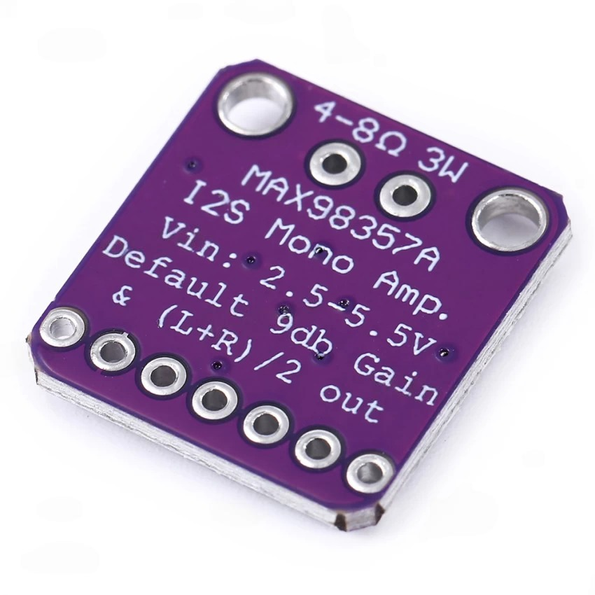 4-8Ω 3W
MAX98357A
I2S Mono Amp.
Vin: 2.5-5.5V
Default 9db Gain
& (L+R)/2 out